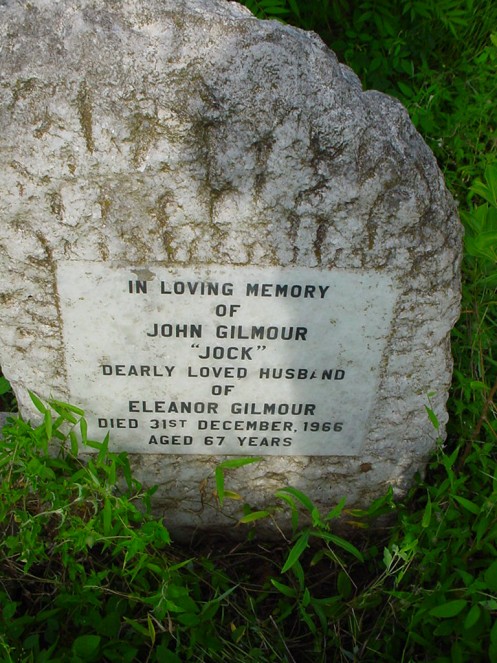 IN LOVING MEMORY
OF
JOHN GILMOUR
"JOCK"
DEARLY LOVED HUSBAND
OF
ELEANOR GILMOUR
DIED 31ST DECEMBER, 1966
AGED 67 YEARS